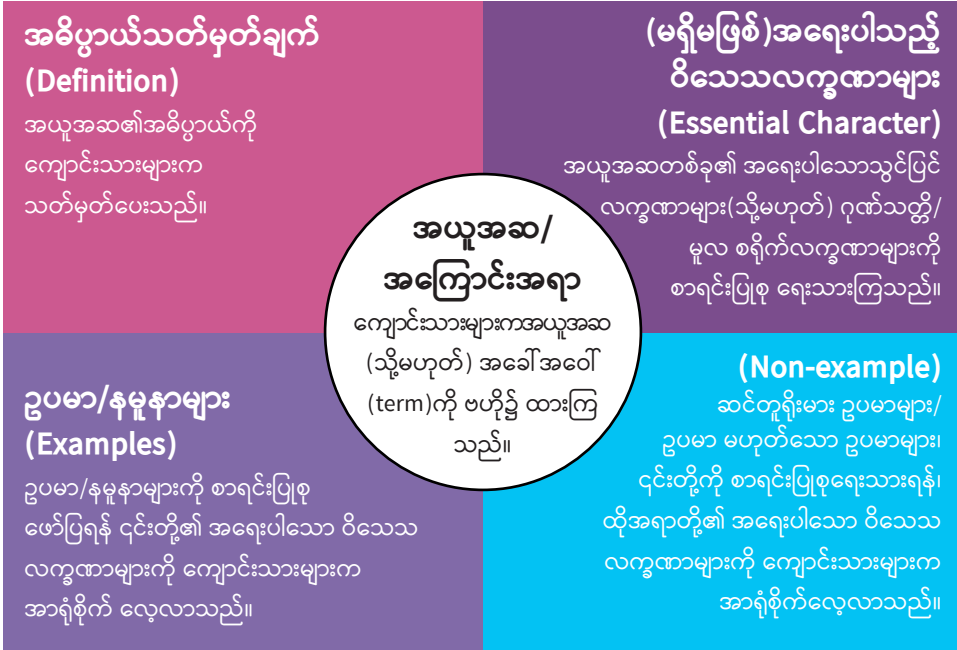 အဓိပ္ပာယ်သတ်မှတ်ချက်
(Definition)
အယူအဆ၏အဓိပ္ပာယ်ကို
ကျောင်းသားများက
သတ်မှတ်ပေးသည်။
(မရှိမဖြစ်)အရေးပါသည့်
ဝိသေသလက္ခဏာများ
(Essential Character)
အယူအဆတစ်ခု၏ အရေးပါသောသွင်ပြင်
လက္ခဏာများ(သို့မဟုတ်) ဂုဏ်သတ္တိ/
မူလ စရိုက်လက္ခဏာများကို
စာရင်းပြုစု ရေးသားကြသည်။
အယူအဆ/
အကြောင်းအရာ
ကျောင်းသားများကအယူအဆ
(သို့မဟုတ်) အခေါ်အဝေါ်
(term)ကို ဗဟို၌ ထားကြ
သည်။
ဥပမာ/နမူနာများ
(Examples)
ဥပမာ/နမူနာများကို စာရင်းပြုစု
ဖော်ပြရန် ၎င်းတို့၏ အရေးပါသော ဝိသေသ
လက္ခဏာများကို ကျောင်းသားများက
အာရုံစိုက် လေ့လာသည်။
(Non-example)
ဆင်တူရိုးမား ဥပမာများ/
ဥပမာ မဟုတ်သော ဥပမာများ၊
၎င်းတို့ကို စာရင်းပြုစုရေးသားရန်၊
ထိုအရာတို့၏ အရေးပါသော ဝိသေသ
လက္ခဏာများကို ကျောင်းသားများက
အာရုံစိုက်လေ့လာသည်။